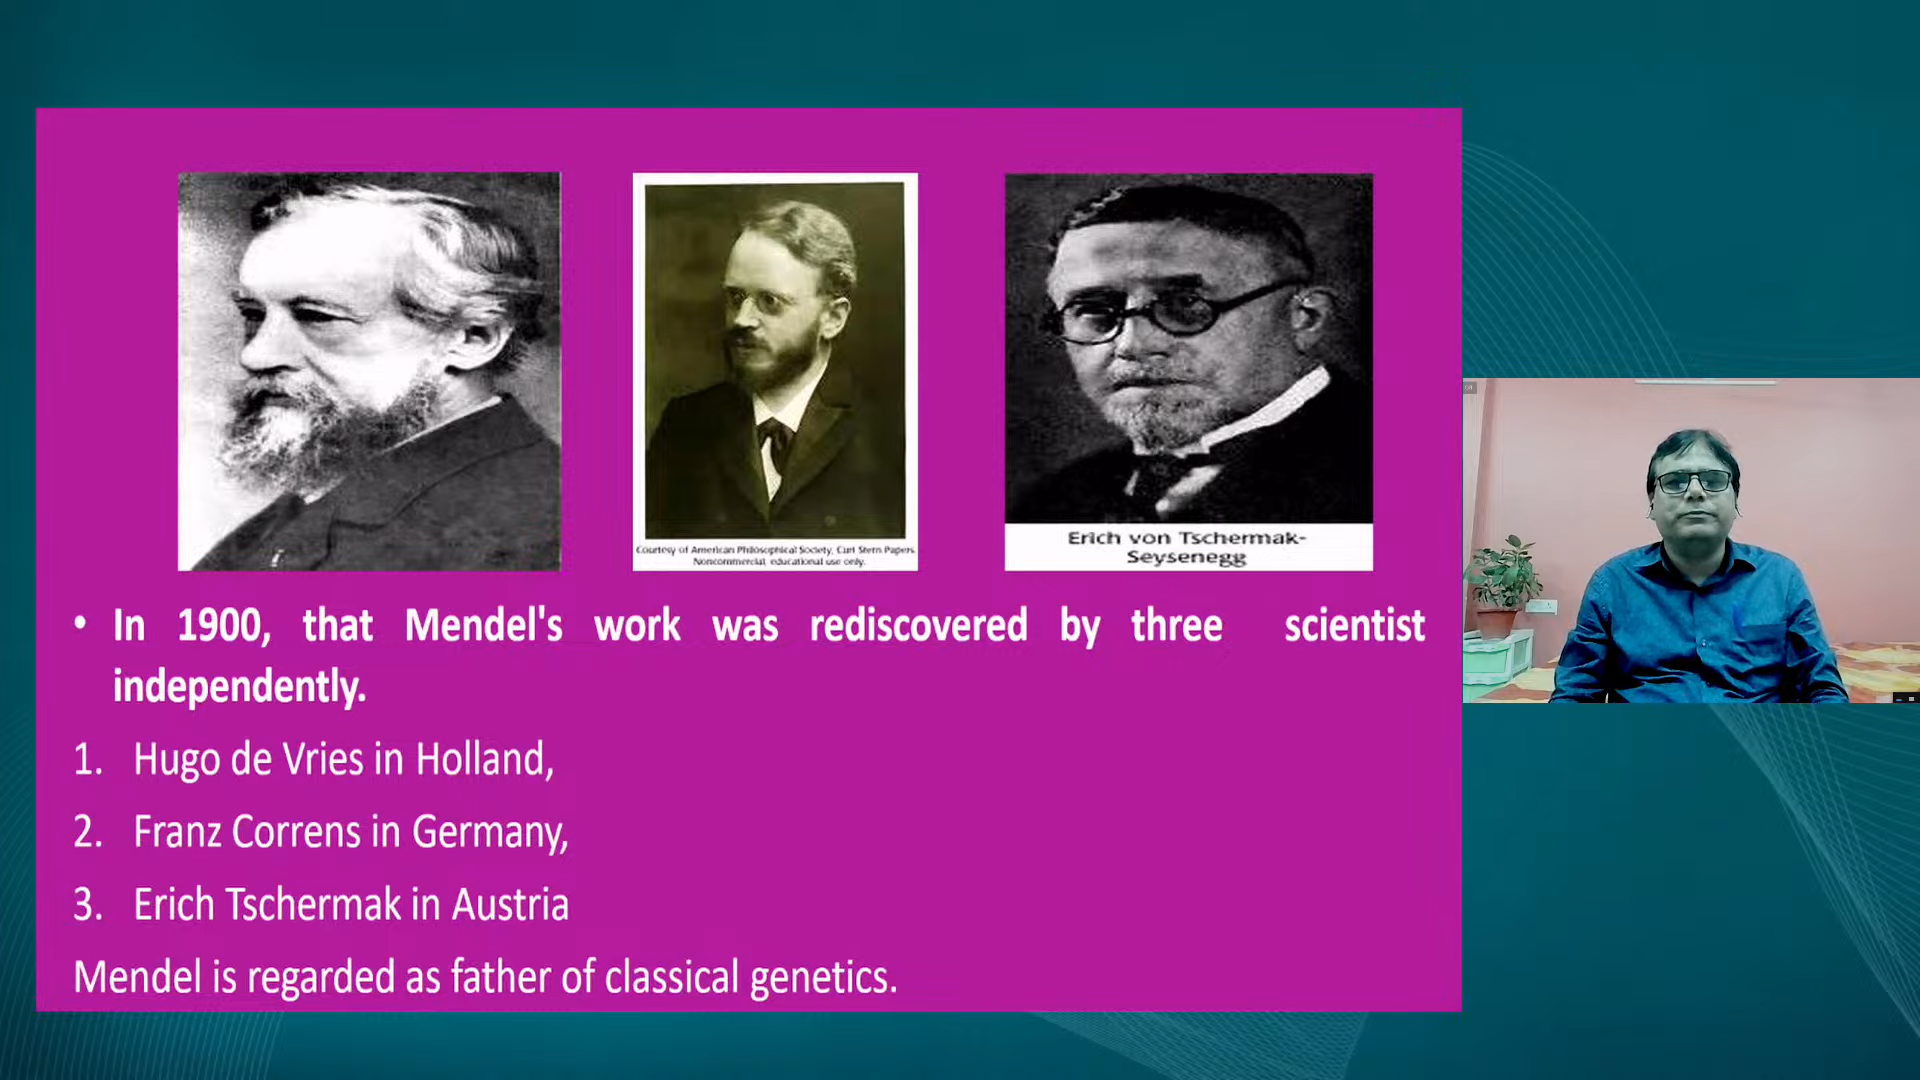 Courtesy of American Philosophical Society, Curt Stern Papers.
Noncommercial, educational use only.
Erich von Tschermak-
Seysenegg
• In 1900, that Mendel's work was rediscovered by three scientist
independently.
1. Hugo de Vries in Holland,
2. Franz Correns in Germany,
3. Erich Tschermak in Austria
Mendel is regarded as father of classical genetics.